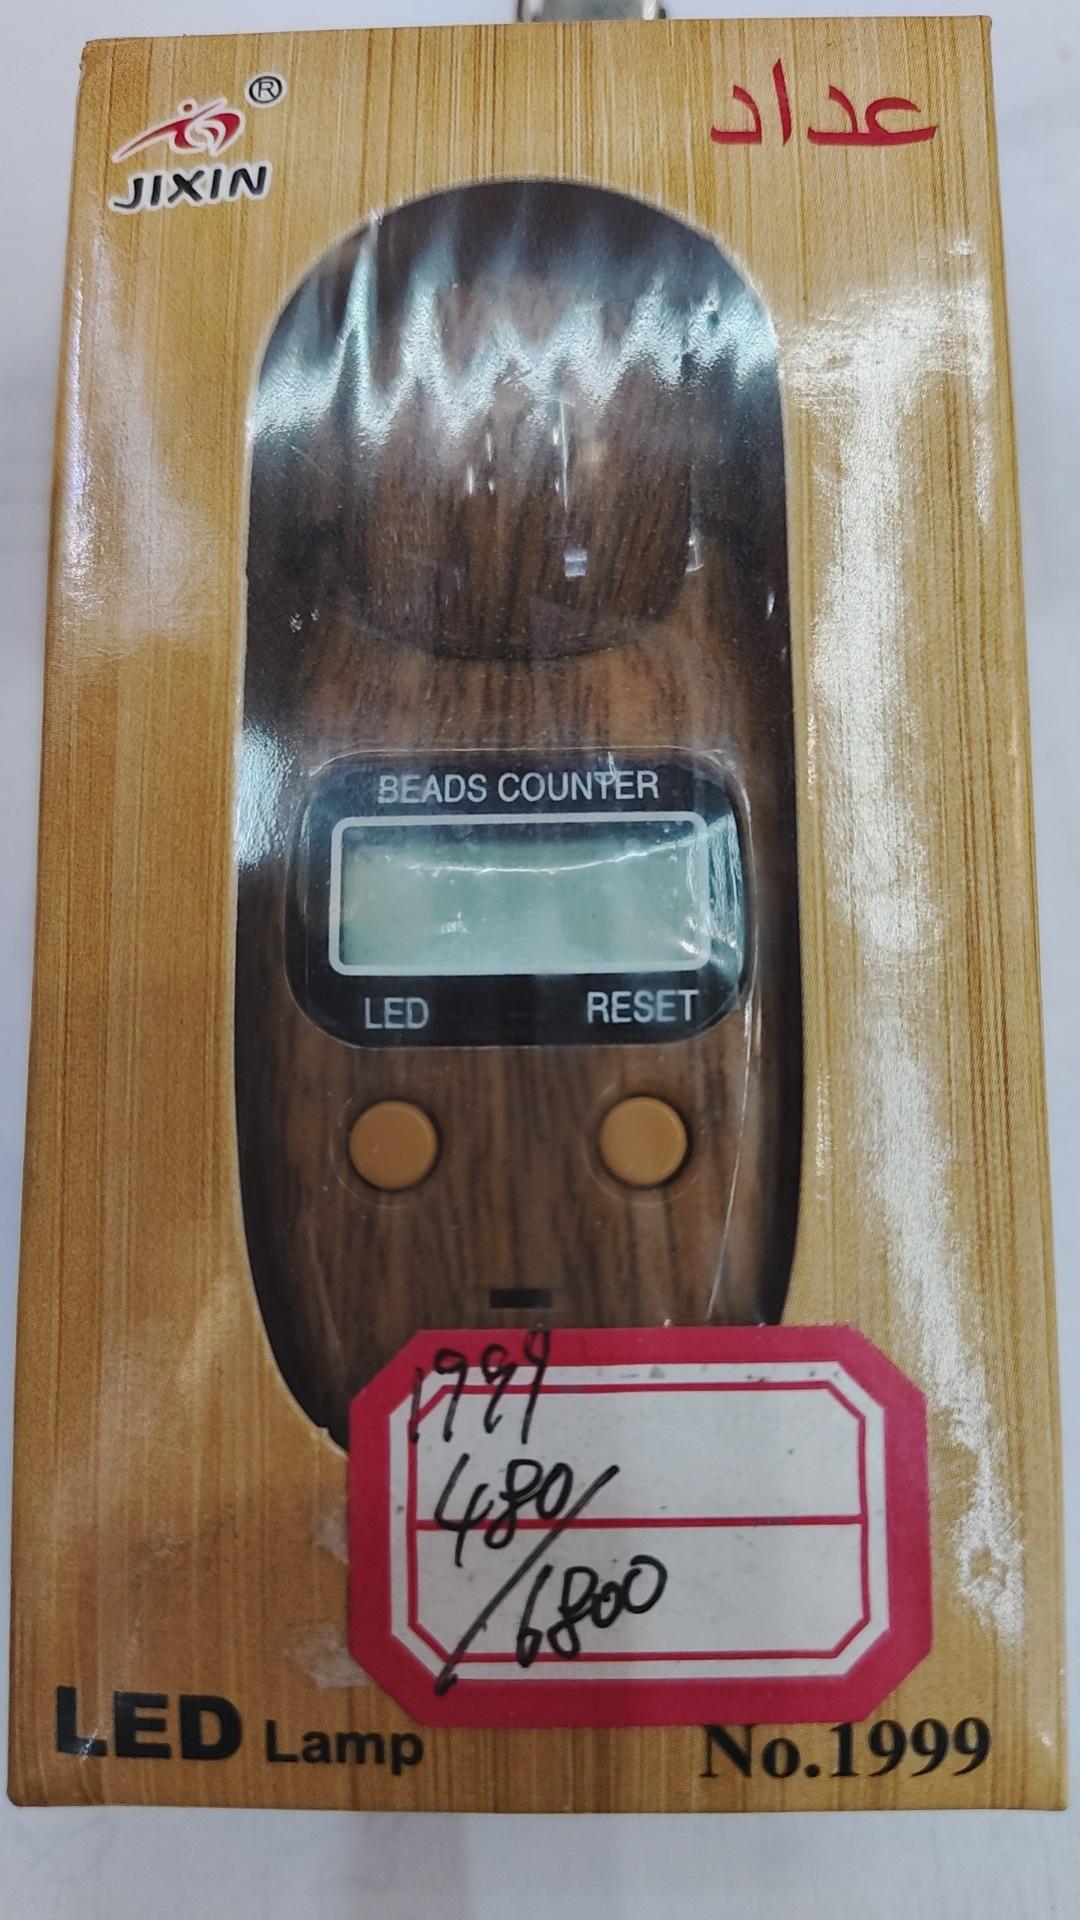 ®
عداد
JIXIN
BEADS COUNTER
LED RESET
1999
480/
6800
LED Lamp
No.1999